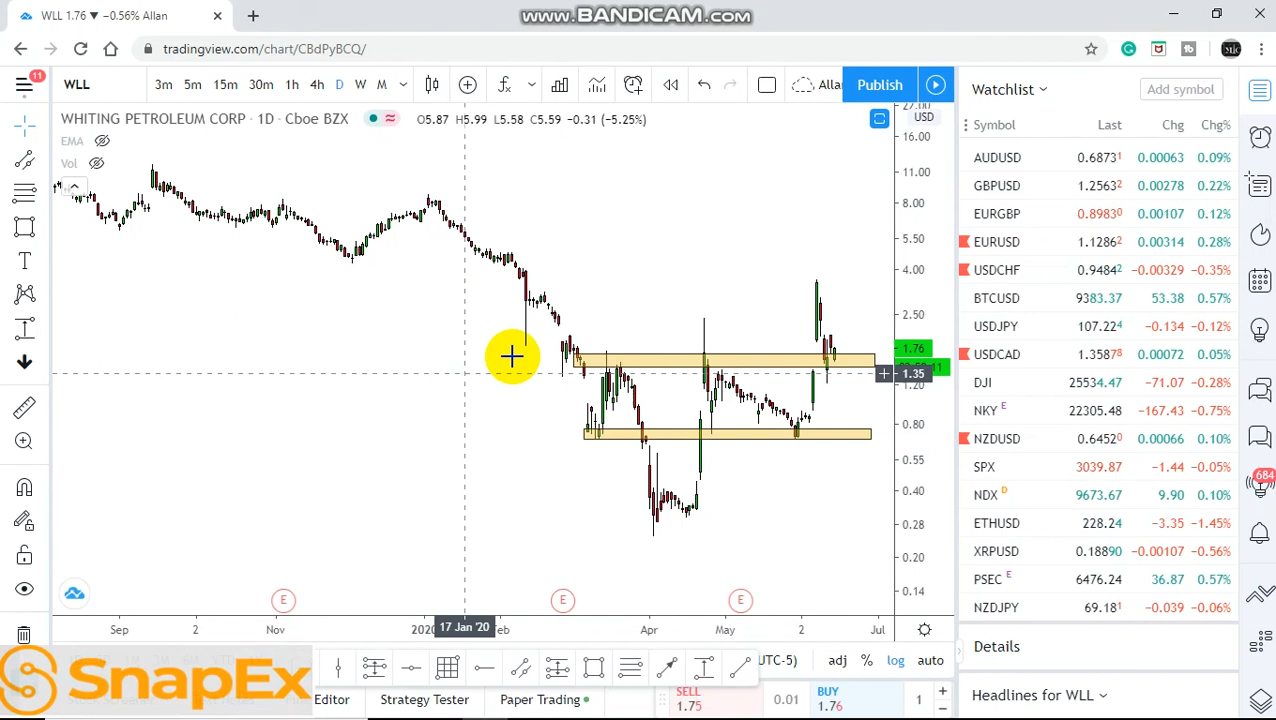 WLL 1.76 ▼ −0.56% Allan
www.BANDICAM.com
tradingview.com/chart/CBdPyBCQ/
11
WLL 3m 5m 15m 30m 1h 4h D W M Alla Publish
WHITING PETROLEUM CORP · 1D · Cboe BZX O5.87 H5.99 L5.58 C5.59 −0.31 (−5.25%)
EMA
Vol
USD
16.00
11.00
8.00
5.50
4.00
2.50
1.76
1.35
1.20
0.80
0.55
0.40
0.28
0.20
0.14
E E E
Sep 2 Nov 2020 17 Jan '20 Feb Apr May 2 Jul
UTC-5) adj % log auto
SnapEx
Editor Strategy Tester Paper Trading
SELL 1.75 0.01 BUY 1.76 1
Watchlist Add symbol
Symbol Last Chg Chg%
AUDUSD 0.68731 0.00063 0.09%
GBPUSD 1.25632 0.00278 0.22%
EURGBP 0.89830 0.00107 0.12%
EURUSD 1.12862 0.00314 0.28%
USDCHF 0.94842 −0.00329 −0.35%
BTCUSD 9383.37 53.38 0.57%
USDJPY 107.224 −0.134 −0.12%
USDCAD 1.35878 0.00072 0.05%
DJI 25534.47 −71.07 −0.28%
NKY E 22305.48 −167.43 −0.75%
NZDUSD 0.64520 0.00066 0.10%
SPX 3039.87 −1.44 −0.05%
NDX D 9673.67 9.90 0.10%
ETHUSD 228.24 −3.35 −1.45%
XRPUSD 0.18890 −0.00107 −0.56%
PSEC E 6476.24 36.87 0.57%
NZDJPY 69.181 −0.039 −0.06%
684
Details
Headlines for WLL